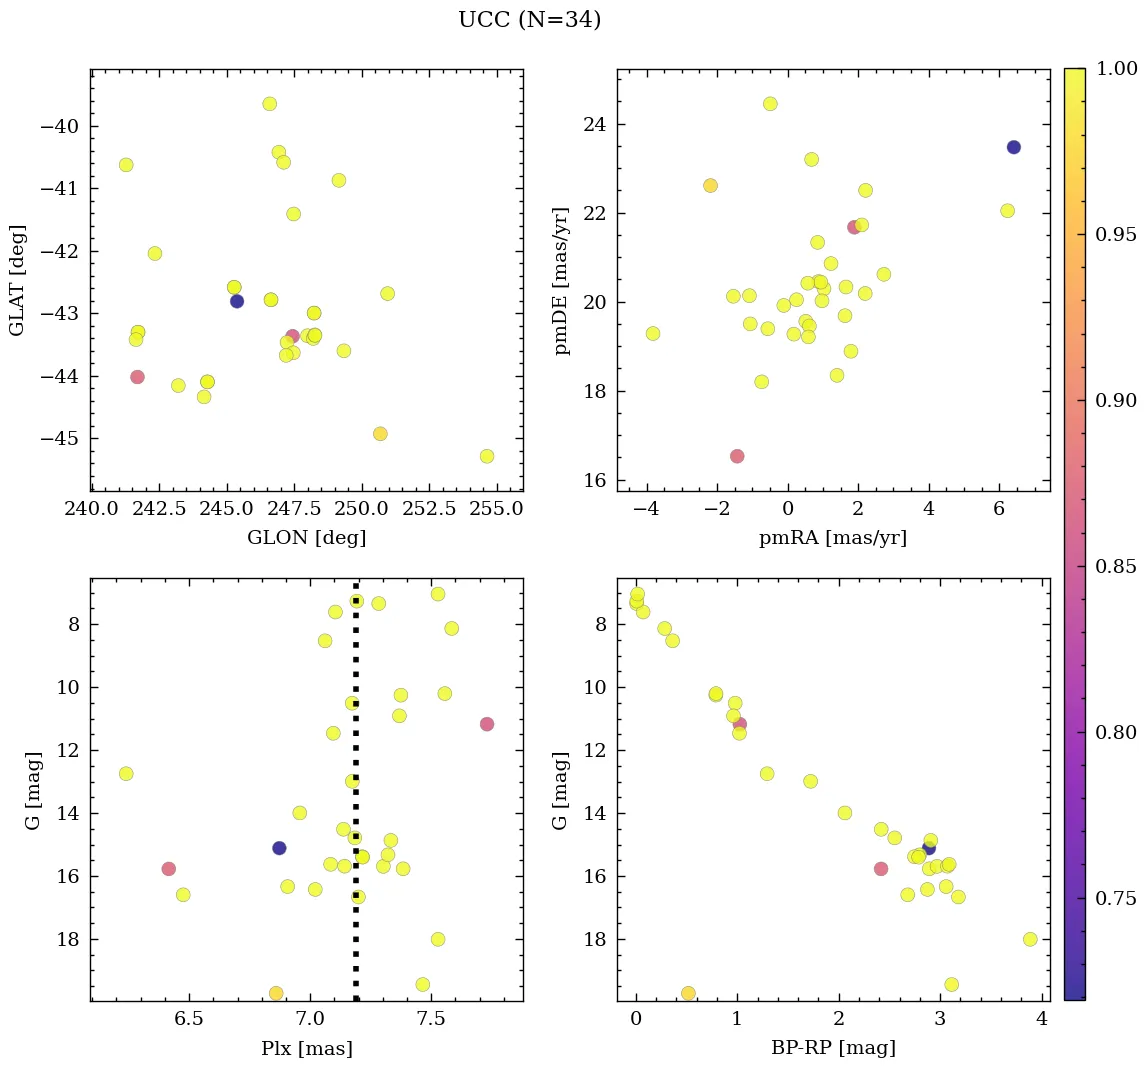 UCC (N=34)
−40
−41
−42
−43
−44
−45
GLAT [deg]
240.0 242.5 245.0 247.5 250.0 252.5 255.0
GLON [deg]
24
22
20
18
16
pmDE [mas/yr]
−4 −2 0 2 4 6
pmRA [mas/yr]
1.00
0.95
0.90
0.85
0.80
0.75
8
10
12
14
16
18
G [mag]
6.5 7.0 7.5
Plx [mas]
8
10
12
14
16
18
G [mag]
0 1 2 3 4
BP-RP [mag]